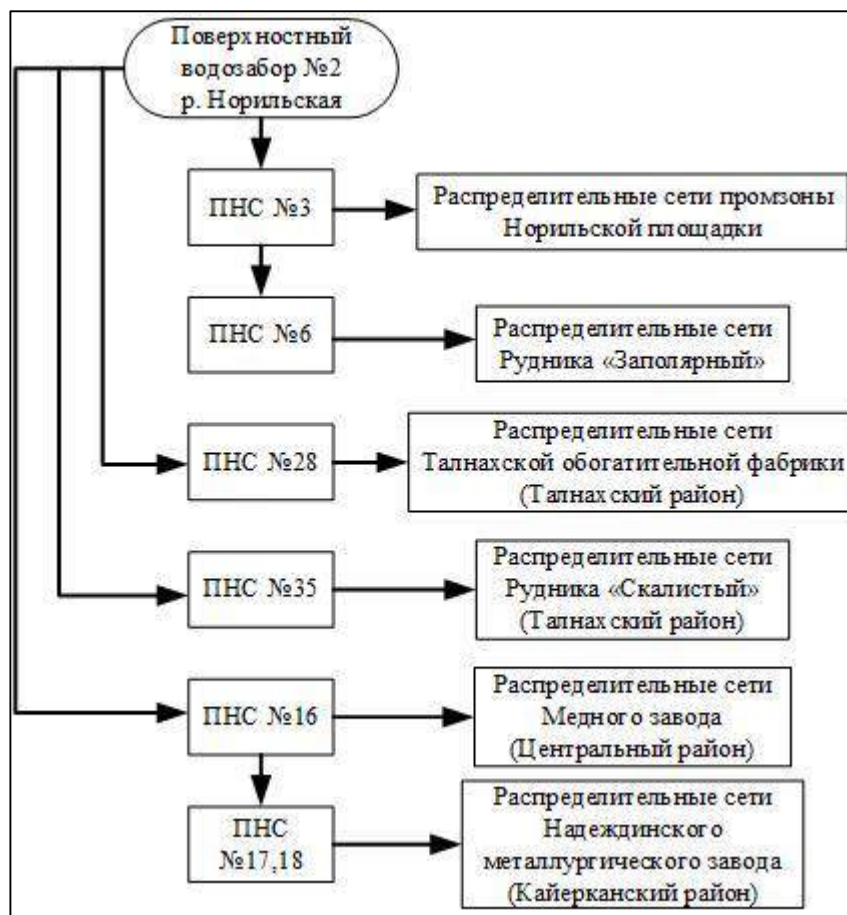 Поверхностный
водозабор №2
р. Норильская
ПНС №3
Распределительные сети промзоны
Норильской площадки
ПНС №6
Распределительные сети
Рудника «Заполярный»
ПНС №28
Распределительные сети
Талнахской обогатительной фабрики
(Талнахский район)
ПНС №35
Распределительные сети
Рудника «Скалистый»
(Талнахский район)
ПНС №16
Распределительные сети
Медного завода
(Центральный район)
ПНС
№17,18
Распределительные сети
Надеждинского
металлургического завода
(Кайерканский район)